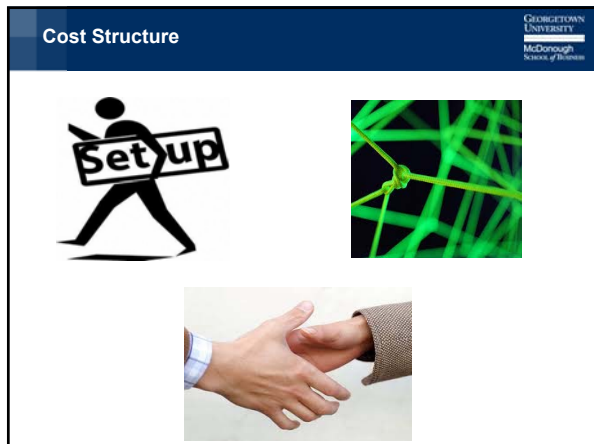 Cost Structure
GEORGETOWN
UNIVERSITY
McDonough
SCHOOL of BUSINESS
Set up